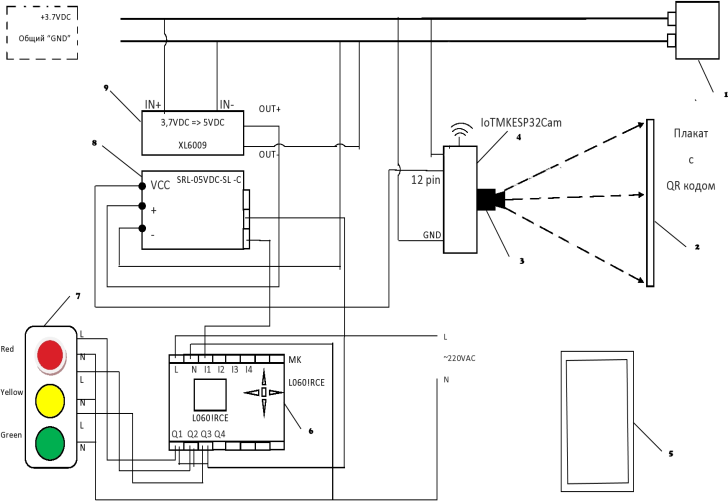 +3.7VDC
Общий "GND"
1
9
IN+
IN-
OUT+
3,7VDC => 5VDC
XL6009
OUT-
8
SRL-05VDC-SL -C
VCC
+
-
IoTMKESP32Cam
4
12 pin
GND
3
Плакат
с
QR кодом
2
7
Red
Yellow
Green
L
N
L
N
L
N
L
N
I1
I2
I3
I4
МК
L060IRCE
L060IRCE
Q1
Q2
Q3
Q4
6
L
~220VAC
N
5